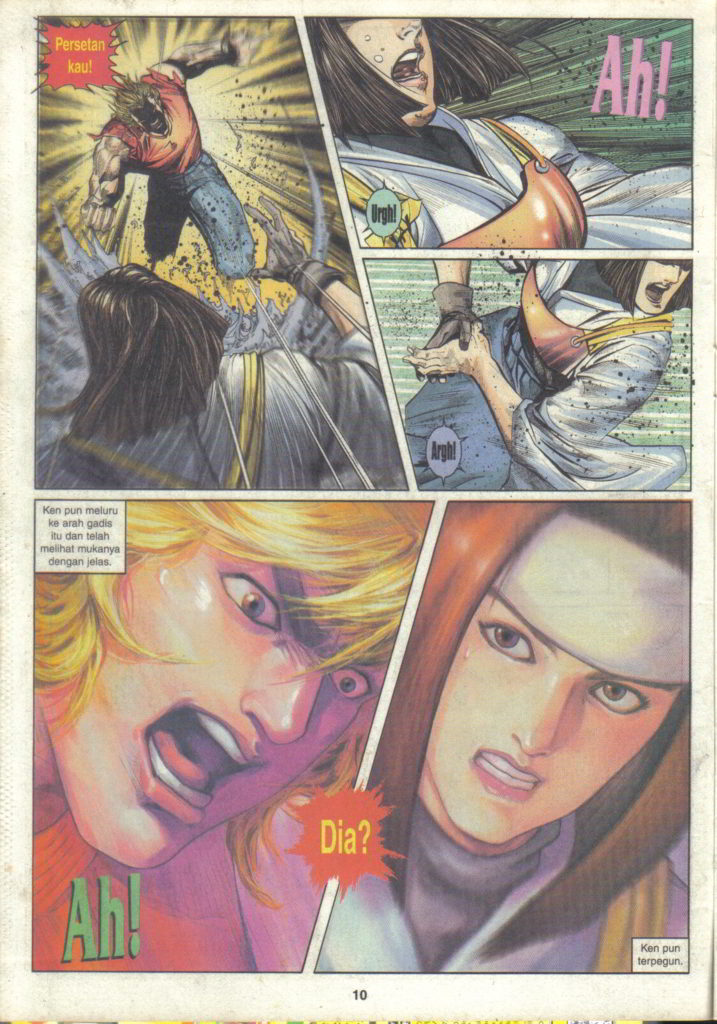 Persetan
kau!
Ah!
Urgh!
Argh!
Ken pun meluru
ke arah gadis
itu dan telah
melihat mukanya
dengan jelas.
Ah!
Dia?
Ken pun
terpegun.
10